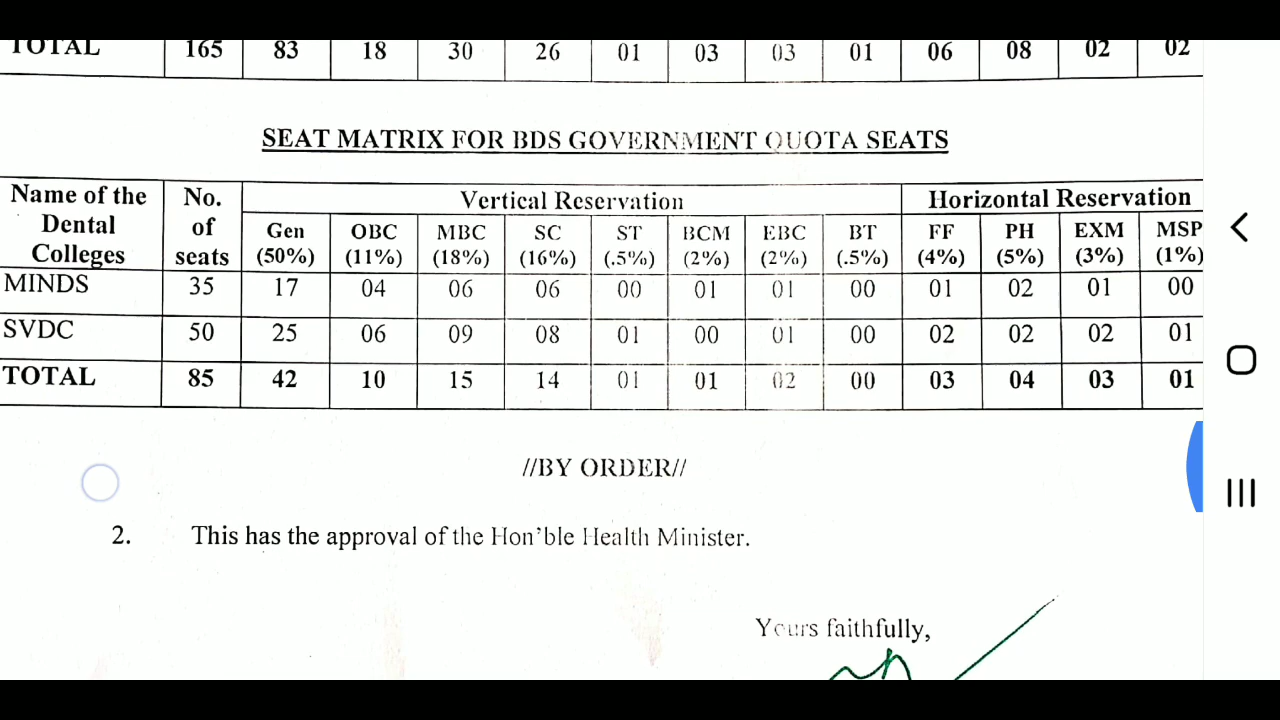 TOTAL 165 83 18 30 26 01 03 03 01 06 08 02 02
SEAT MATRIX FOR BDS GOVERNMENT QUOTA SEATS
Name of the Dental Colleges No. of seats Vertical Reservation Horizontal Reservation
Gen (50%) OBC (11%) MBC (18%) SC (16%) ST (.5%) BCM (2%) EBC (2%) BT (.5%) FF (4%) PH (5%) EXM (3%) MSP (1%)
MINDS 35 17 04 06 06 00 01 01 00 01 02 01 00
SVDC 50 25 06 09 08 01 00 01 00 02 02 02 01
TOTAL 85 42 10 15 14 01 01 02 00 03 04 03 01
//BY ORDER//
2. This has the approval of the Hon'ble Health Minister.
Yours faithfully,